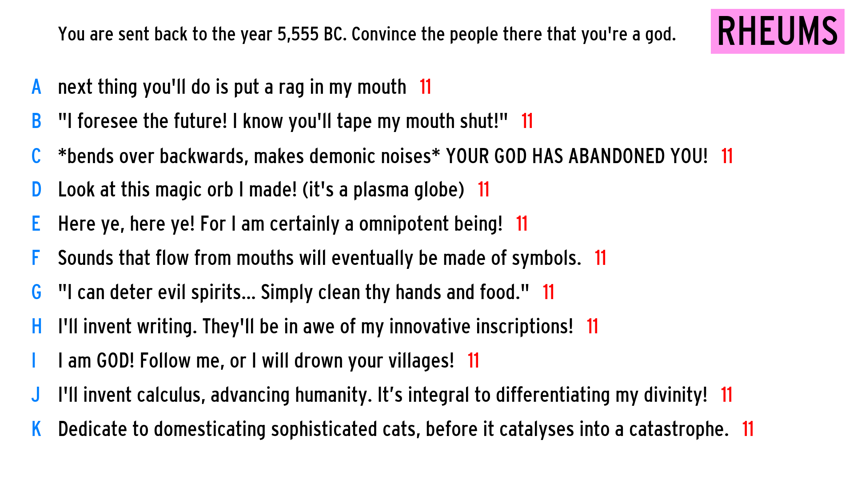 You are sent back to the year 5,555 BC. Convince the people there that you're a god.
RHEUMS
A next thing you'll do is put a rag in my mouth 11
B "I foresee the future! I know you'll tape my mouth shut!" 11
C *bends over backwards, makes demonic noises* YOUR GOD HAS ABANDONED YOU! 11
D Look at this magic orb I made! (it's a plasma globe) 11
E Here ye, here ye! For I am certainly a omnipotent being! 11
F Sounds that flow from mouths will eventually be made of symbols. 11
G "I can deter evil spirits... Simply clean thy hands and food." 11
H I'll invent writing. They'll be in awe of my innovative inscriptions! 11
I I am GOD! Follow me, or I will drown your villages! 11
J I'll invent calculus, advancing humanity. It’s integral to differentiating my divinity! 11
K Dedicate to domesticating sophisticated cats, before it catalyses into a catastrophe. 11